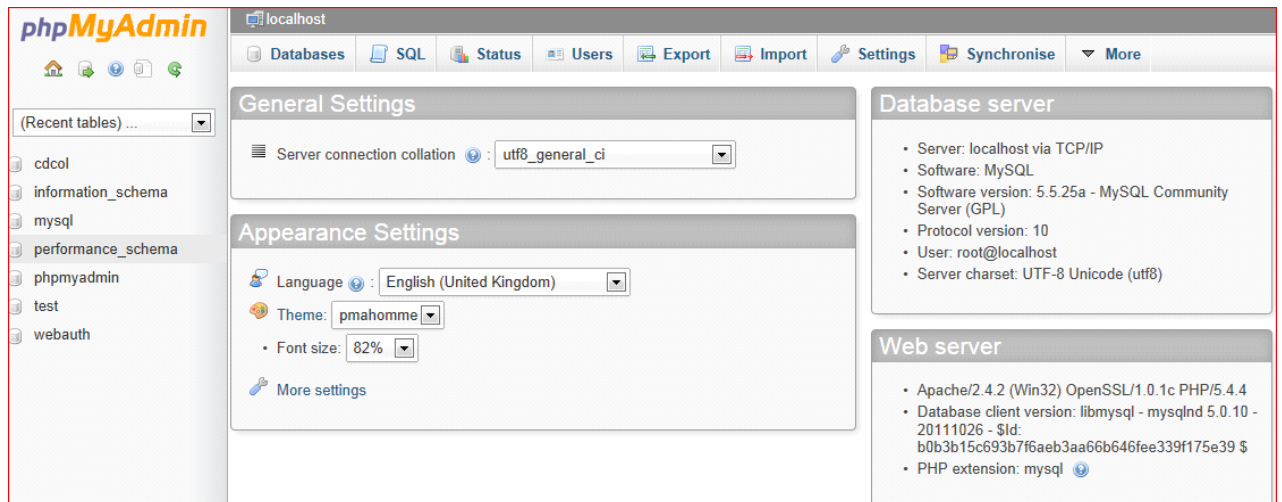 phpMyAdmin
(Recent tables) ...
cdcol
information_schema
mysql
performance_schema
phpmyadmin
test
webauth
localhost
Databases SQL Status Users Export Import Settings Synchronise More
General Settings
Server connection collation : utf8_general_ci
Appearance Settings
Language : English (United Kingdom)
Theme: pmahomme
• Font size: 82%
More settings
Database server
• Server: localhost via TCP/IP
• Software: MySQL
• Software version: 5.5.25a - MySQL Community
Server (GPL)
• Protocol version: 10
• User: root@localhost
• Server charset: UTF-8 Unicode (utf8)
Web server
• Apache/2.4.2 (Win32) OpenSSL/1.0.1c PHP/5.4.4
• Database client version: libmysql - mysqlnd 5.0.10 -
20111026 - $Id:
b0b3b15c693b7f6aeb3aa66b646fee339f175e39 $
• PHP extension: mysql